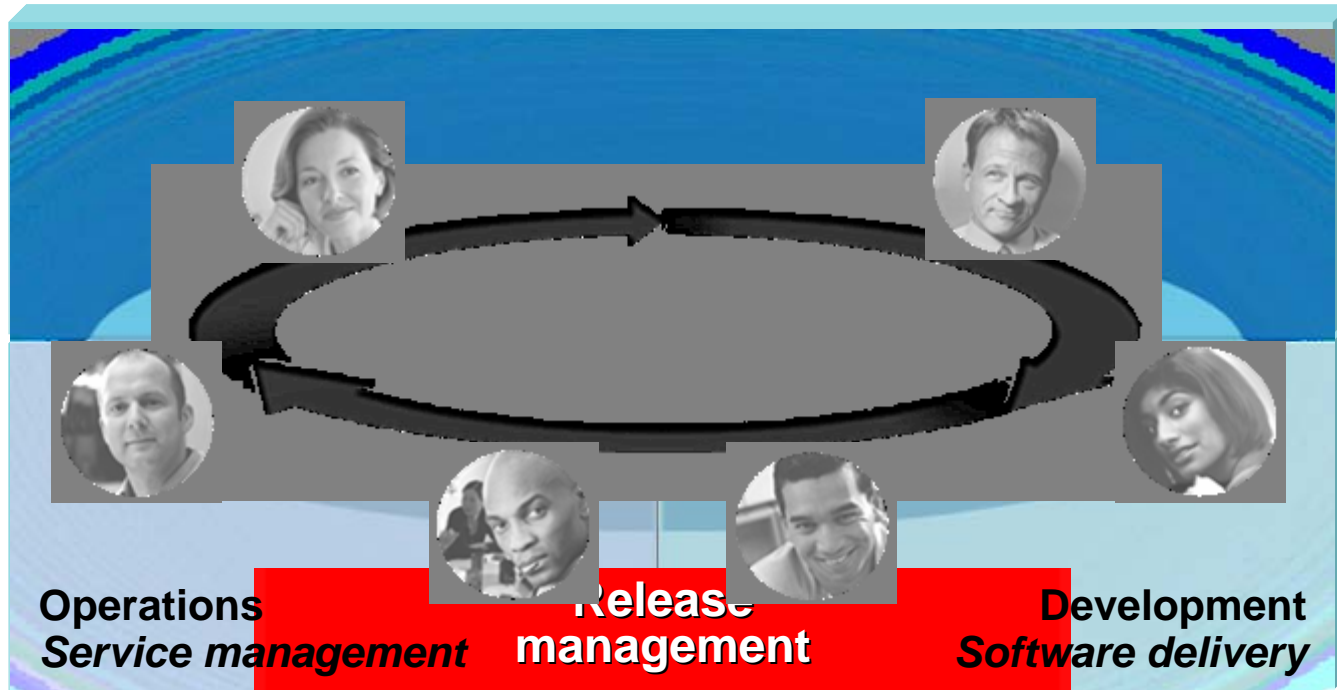 Operations
Service management
Release
management
Development
Software delivery